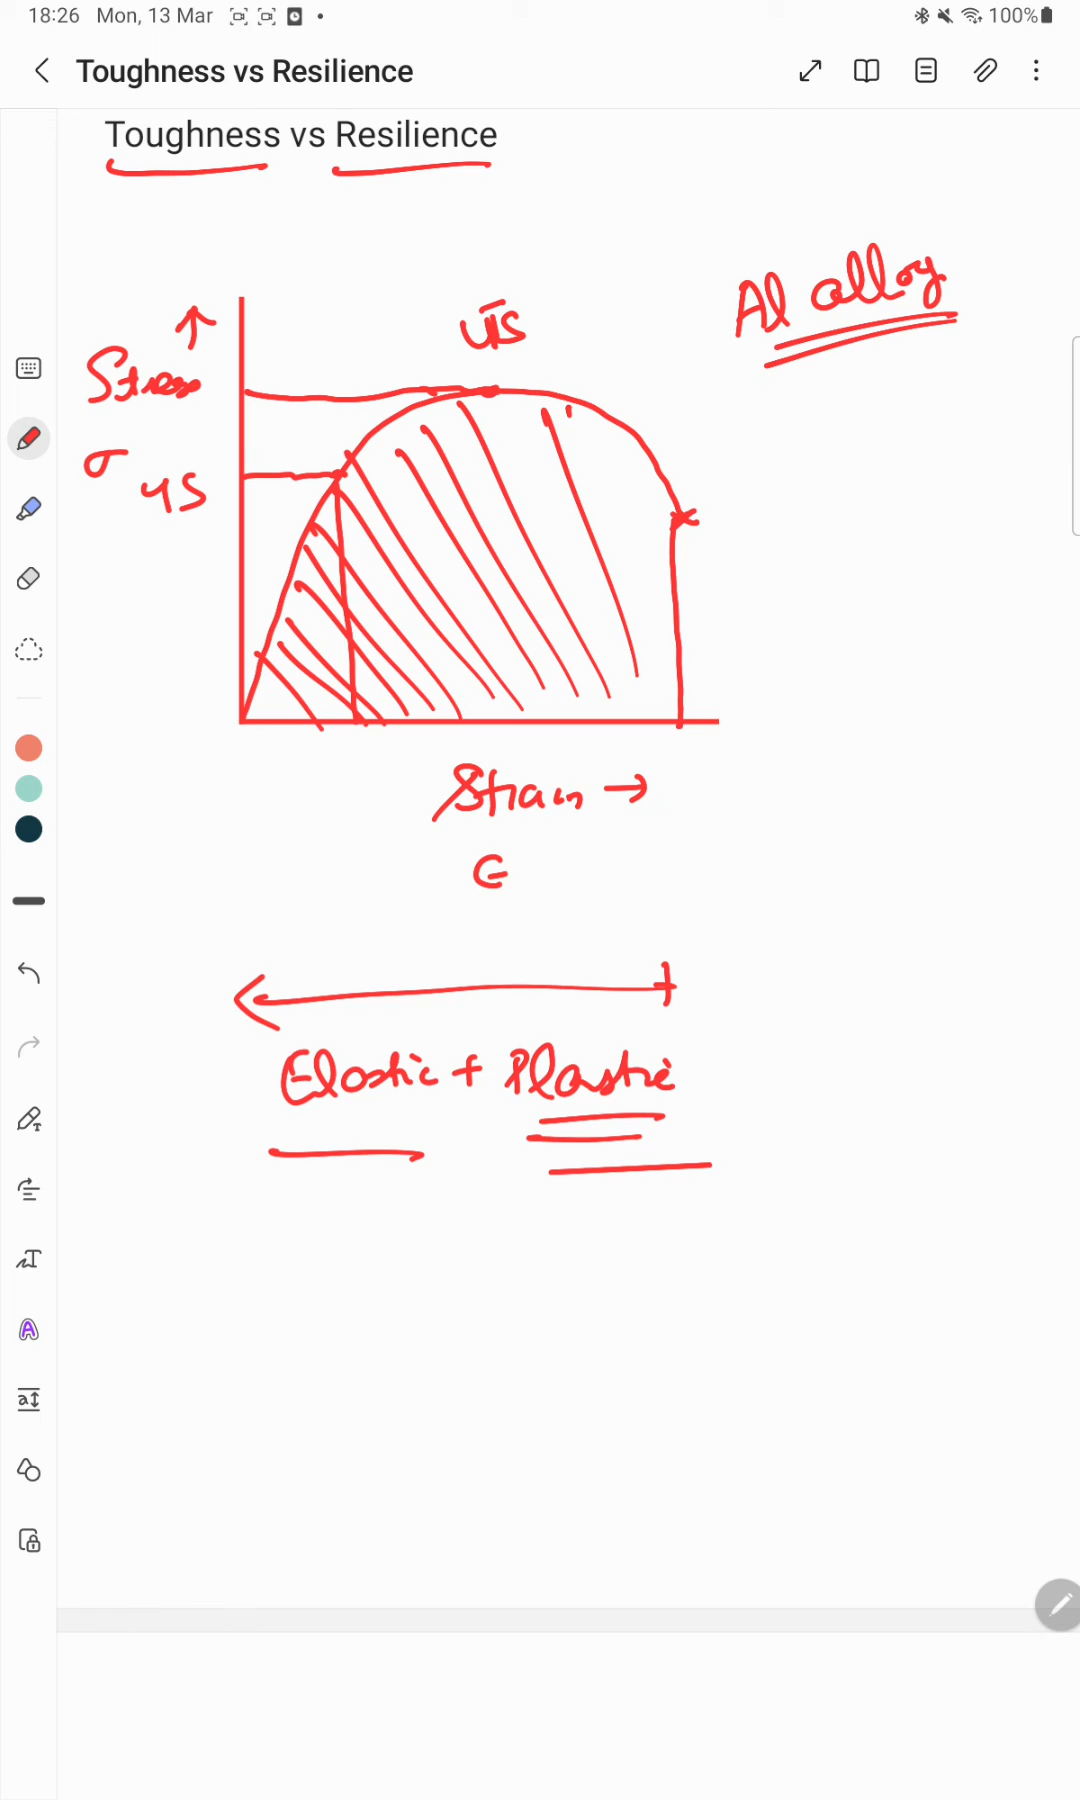 18:26 Mon, 13 Mar
100%
Toughness vs Resilience
Toughness vs Resilience
Al alloy
UTS
Stress
σ
YS
Strain →
ϵ
Elastic + Plastic